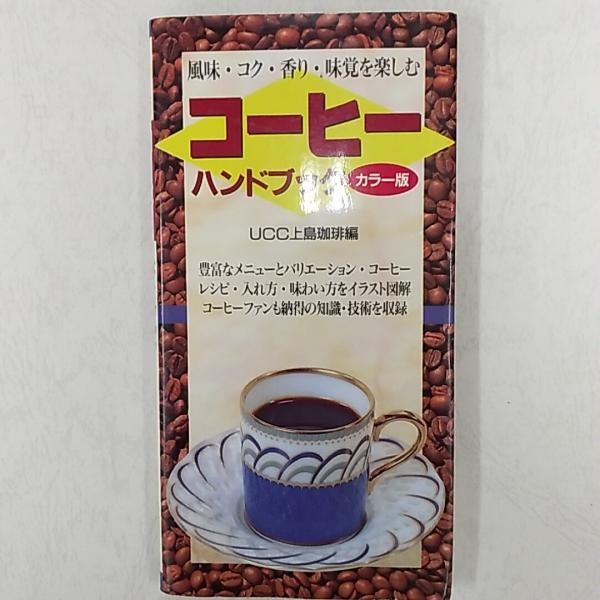 風味・コク・香り・味覚を楽しむ
コーヒー
ハンドブック
カラー版
UCC上島珈琲編
豊富なメニューとバリエーション・コーヒー
レシピ・入れ方・味わい方をイラスト図解
コーヒーファンも納得の知識・技術を収録